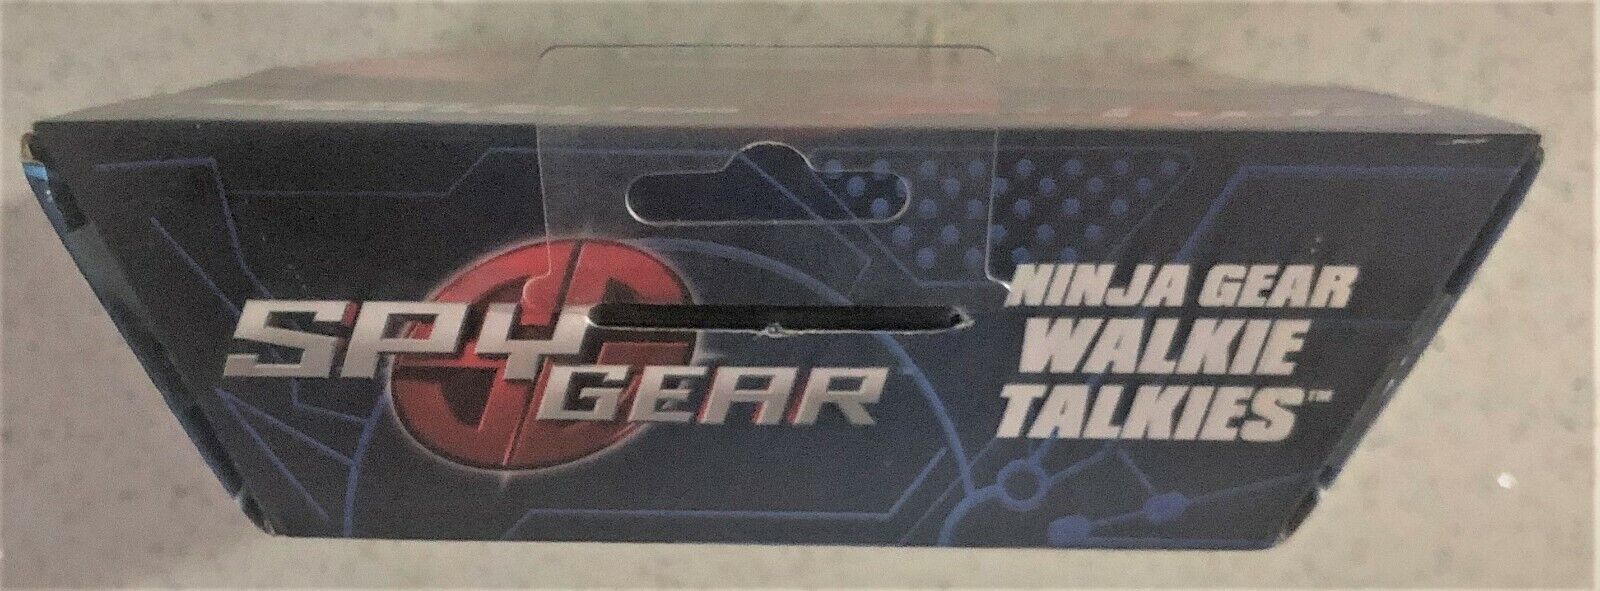 SPY
GEAR
NINJA GEAR
WALKIE
TALKIES™